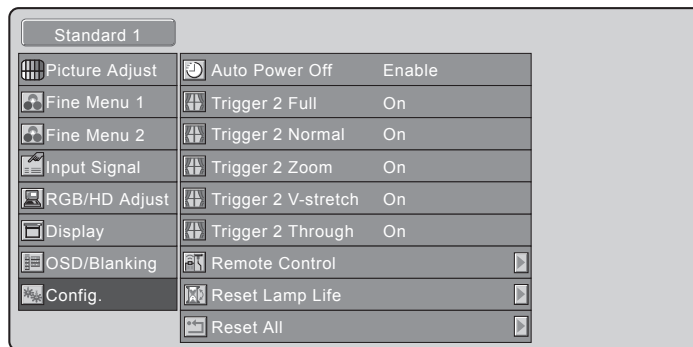 Standard 1
Picture Adjust
Fine Menu 1
Fine Menu 2
Input Signal
RGB/HD Adjust
Display
OSD/Blanking
Config.
Auto Power Off Enable
Trigger 2 Full On
Trigger 2 Normal On
Trigger 2 Zoom On
Trigger 2 V-stretch On
Trigger 2 Through On
Remote Control
Reset Lamp Life
Reset All